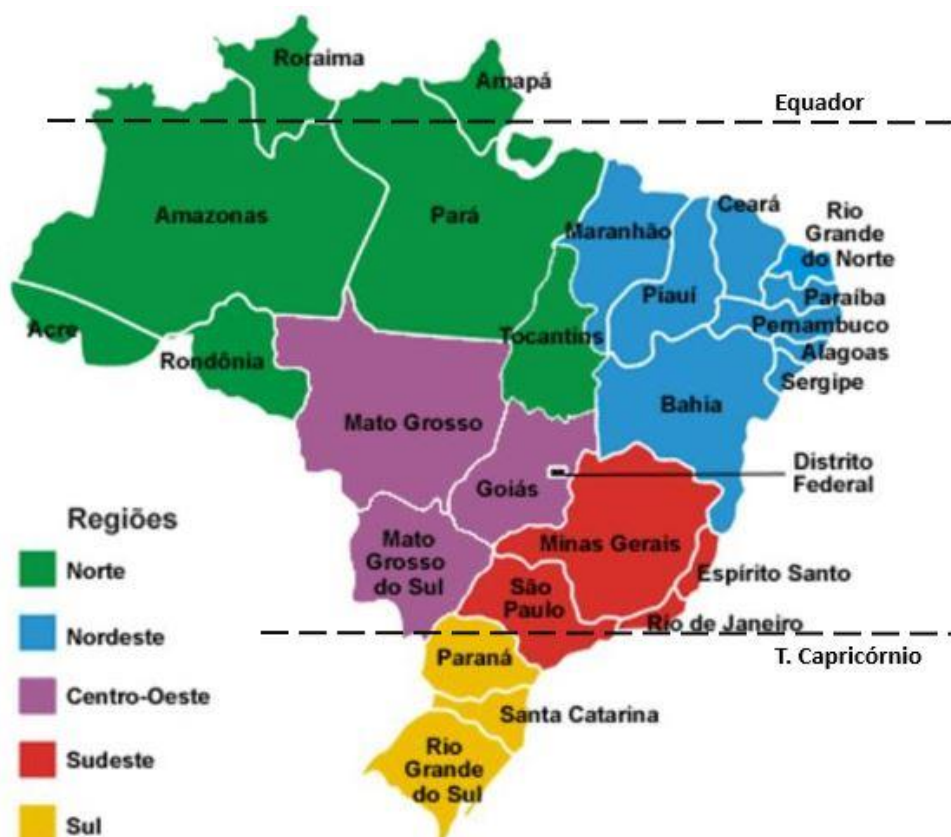 Roraima
Amapá
Equador
Amazonas
Pará
Maranhão
Ceará
Rio
Grande
do Norte
Piauí
Paraíba
Acre
Rondônia
Tocantins
Pernambuco
Alagoas
Sergipe
Bahia
Mato Grosso
Goiás
Distrito
Federal
Regiões
Mato
Grosso
do Sul
Minas Gerais
Norte
São
Paulo
Espírito Santo
Nordeste
Rio de Janeiro
Paraná
T. Capricórnio
Centro-Oeste
Santa Catarina
Sudeste
Rio
Grande
do Sul
Sul